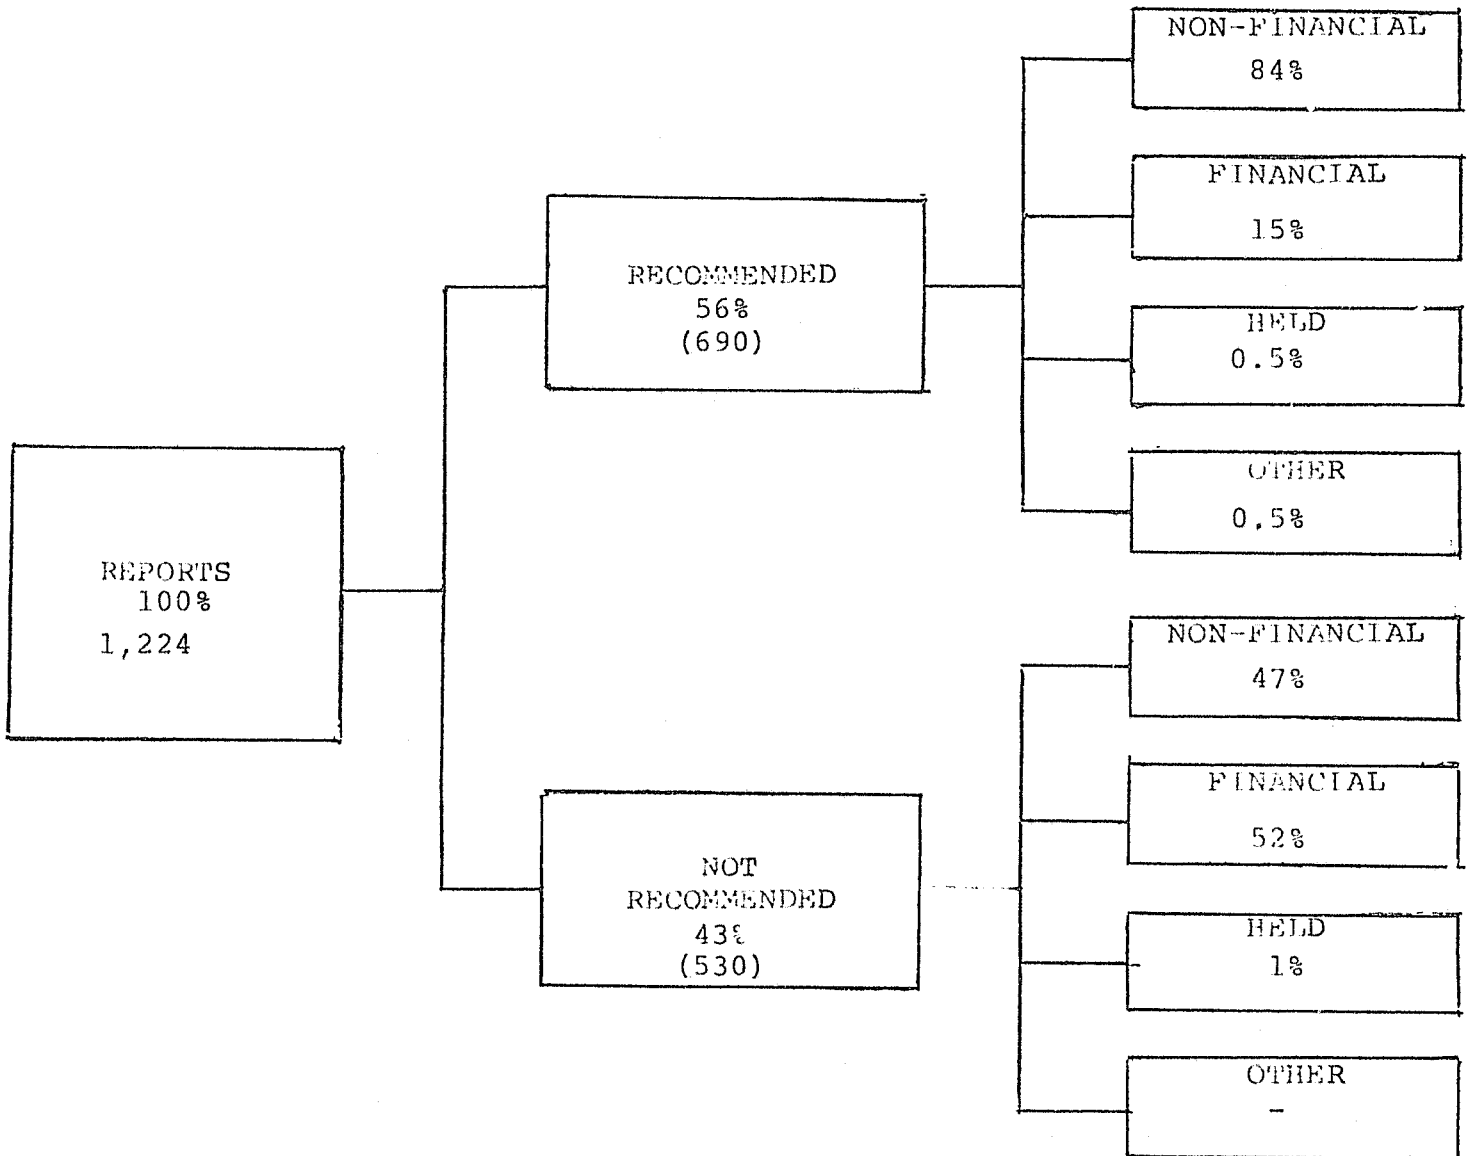 NON-FINANCIAL
84%
FINANCIAL
15%
RECOMMENDED
56%
(690)
HELD
0.5%
OTHER
0.5%
REPORTS
100%
1,224
NON-FINANCIAL
47%
FINANCIAL
52%
NOT
RECOMMENDED
43%
(530)
HELD
1%
OTHER
-